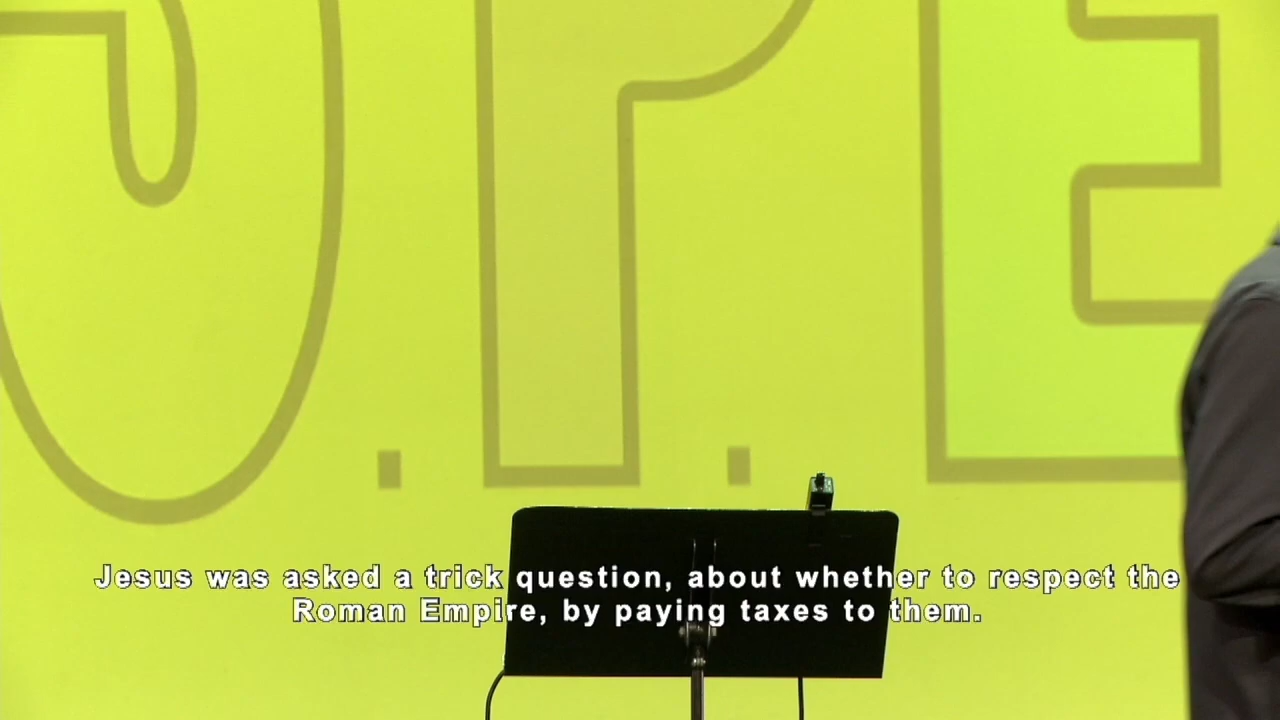 S.P.E
Jesus was asked a trick question, about whether to respect the
Roman Empire, by paying taxes to them.